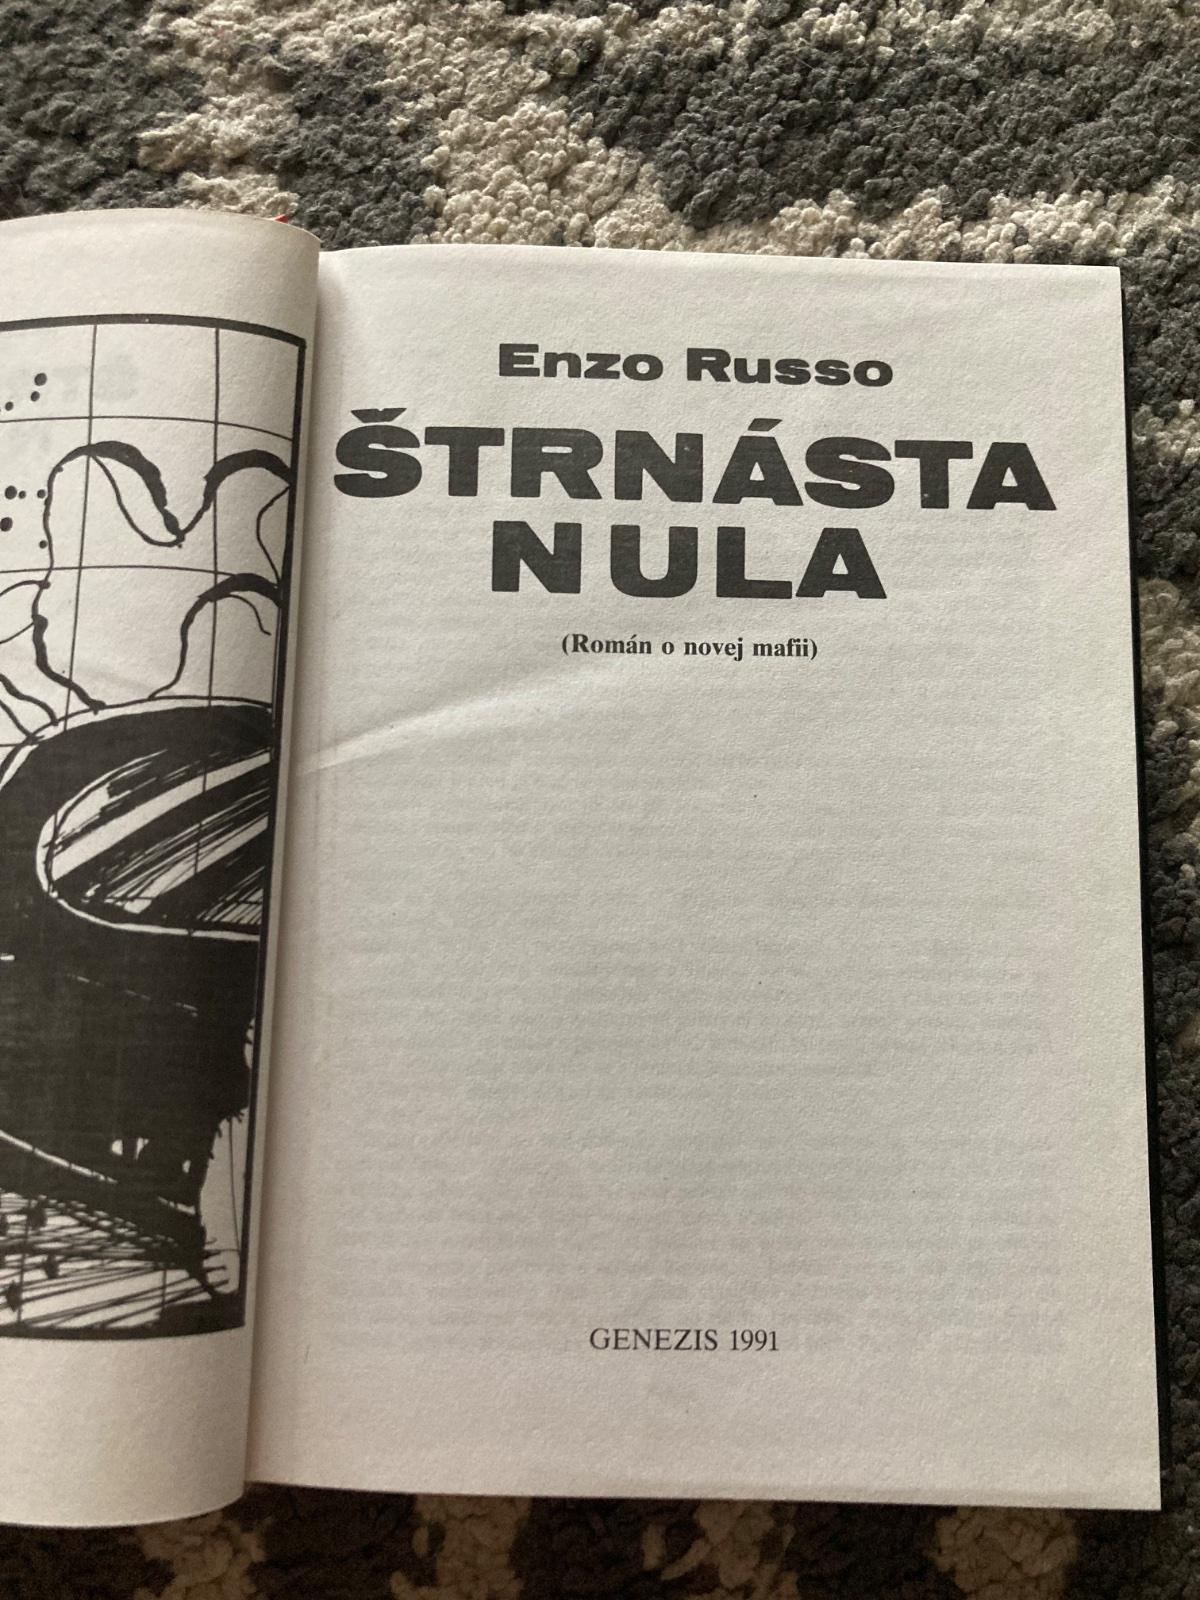 Enzo Russo
ŠTRNÁSTA
NULA
(Román o novej mafii)
GENEZIS 1991